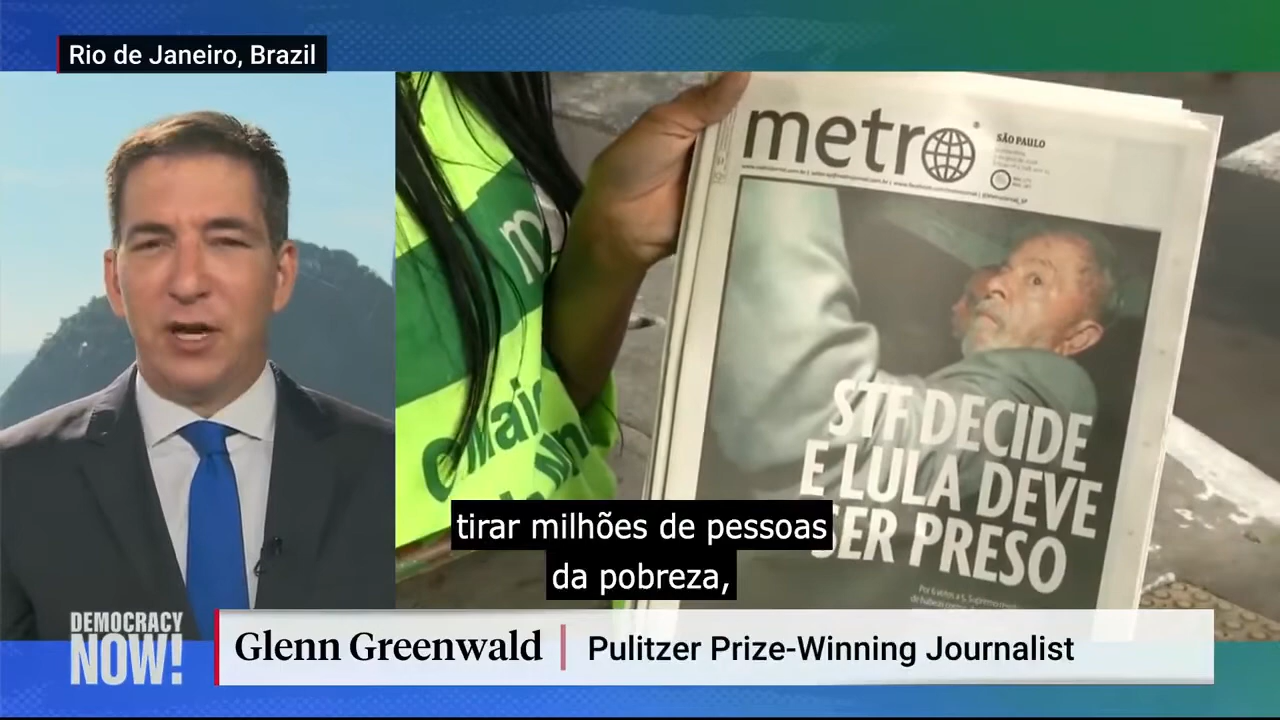 Rio de Janeiro, Brazil
metro
SÃO PAULO
STF DECIDE
E LULA DEVE
SER PRESO
O Mai
tirar milhões de pessoas
da pobreza,
DEMOCRACY
NOW!
Glenn Greenwald | Pulitzer Prize-Winning Journalist